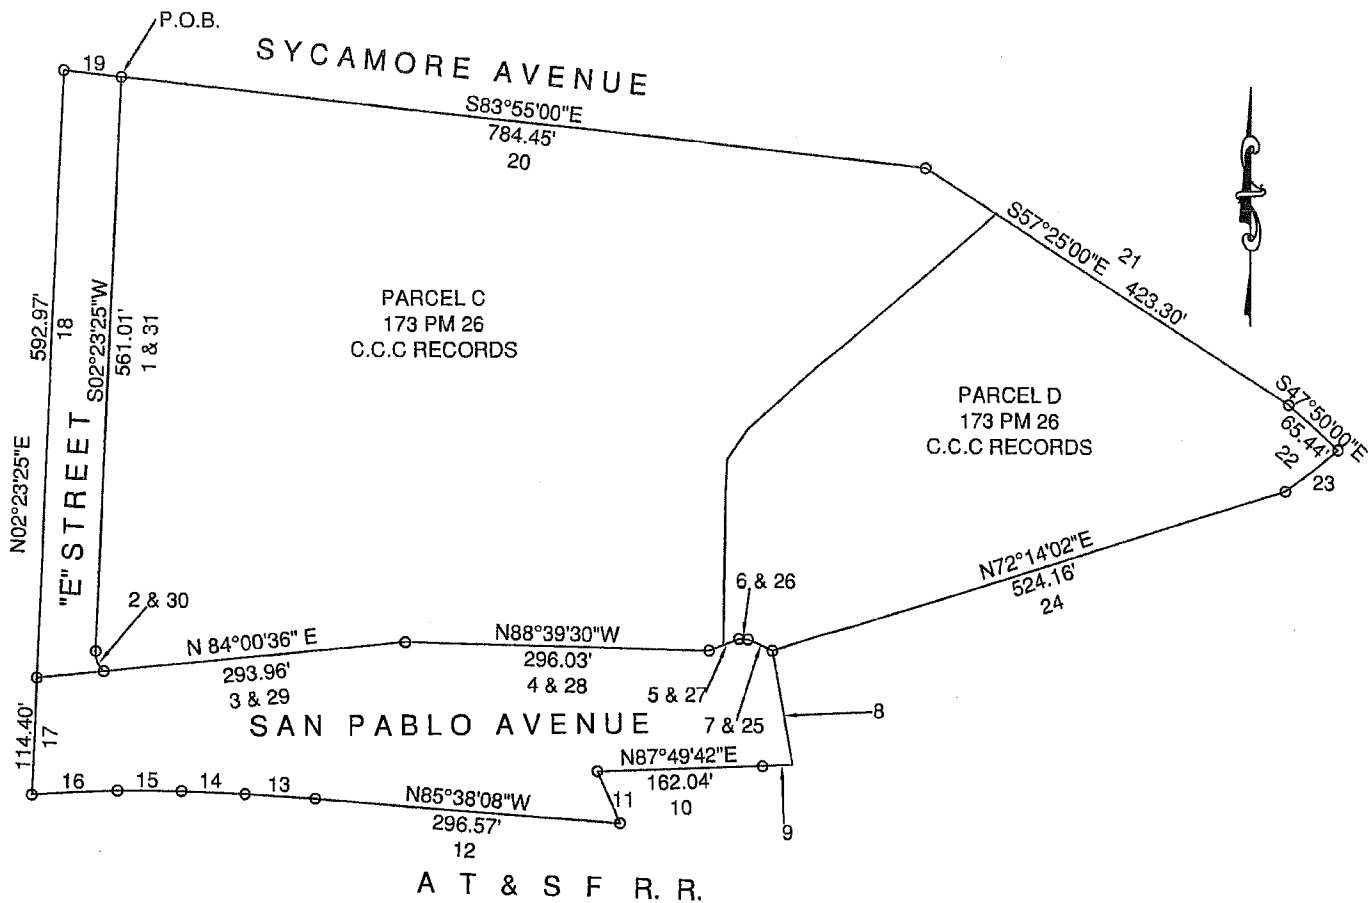 P.O.B.
19
SYCAMORE AVENUE
S83°55'00"E
784.45'
20
S57°25'00"E
21
423.30'
592.97'
18
N02°23'25"E
S02°23'25"W
561.01'
1 & 31
"E" STREET
PARCEL C
173 PM 26
C.C.C RECORDS
PARCEL D
173 PM 26
C.C.C RECORDS
S47°50'00"E
65.44'
22
23
N72°14'02"E
524.16'
24
2 & 30
6 & 26
N 84°00'36" E
293.96'
3 & 29
N88°39'30"W
296.03'
4 & 28
5 & 27
7 & 25
8
SAN PABLO AVENUE
114.40'
17
16
15
14
13
N85°38'08"W
296.57'
12
11
N87°49'42"E
162.04'
10
9
A T & S F R. R.